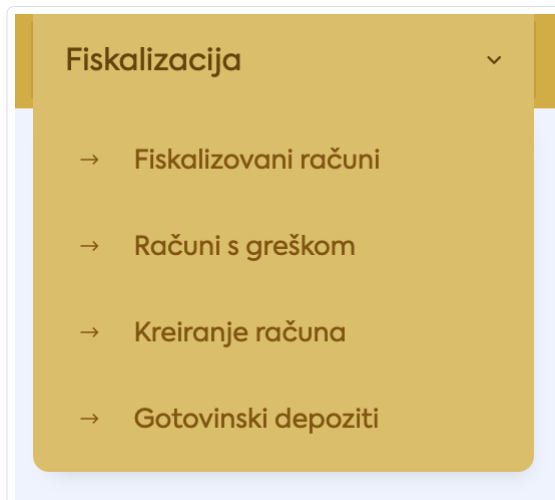 Fiskalizacija
Fiskalizovani računi
Računi s greškom
Kreiranje računa
Gotovinski depoziti